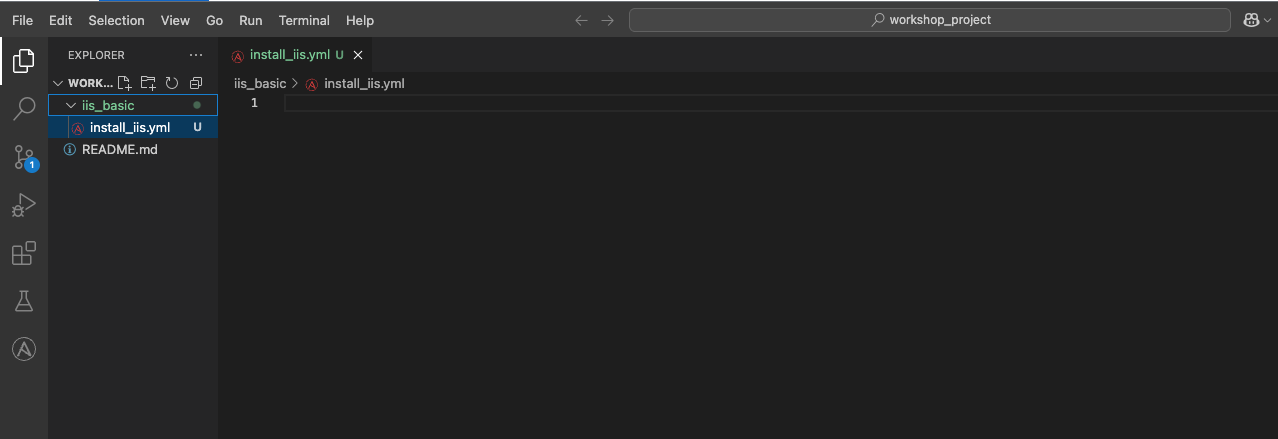 File Edit Selection View Go Run Terminal Help workshop_project
EXPLORER ··· install_iis.yml U
WORK... iis_basic > install_iis.yml
iis_basic 1
install_iis.yml U
README.md
1